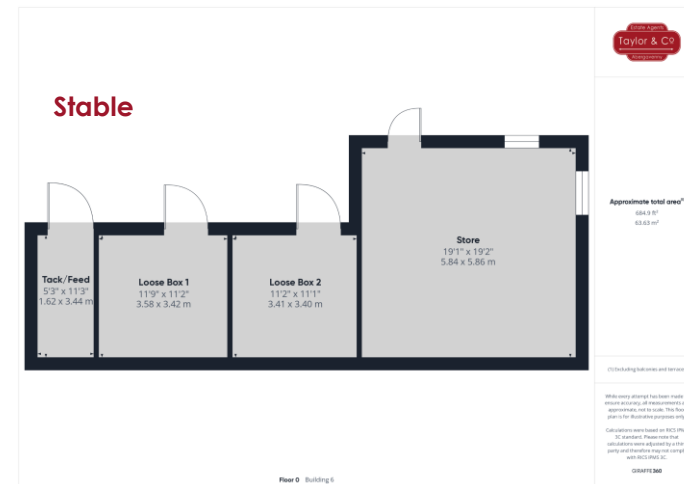 Estate Agents
Taylor & Co
Abergavenny
Stable
Approximate total area(1)
684.9 ft²
63.63 m²
Store
19'1" x 19'2"
5.84 x 5.86 m
Tack/Feed
5'3" x 11'3"
1.62 x 3.44 m
Loose Box 1
11'9" x 11'2"
3.58 x 3.42 m
Loose Box 2
11'2" x 11'1"
3.41 x 3.40 m
(1) Excluding balconies and terraces
While every attempt has been made
ensure accuracy, all measurements
approximate, not to scale. This floor
plan is for illustrative purposes only
Calculations were based on RICS IPMS
3C standard. Please note that
calculations were adjusted by a third
party and therefore may not comply
with RICS IPMS 3C.
GIRAFFE360
Floor 0 Building 6